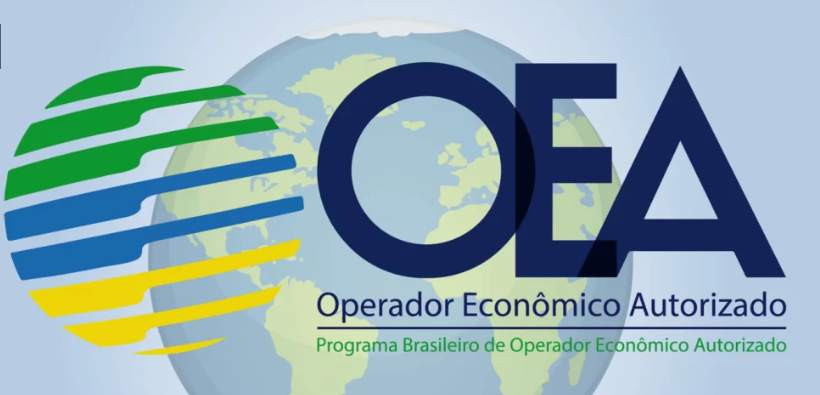 OEA
Operador Econômico Autorizado
Programa Brasileiro de Operador Econômico Autorizado